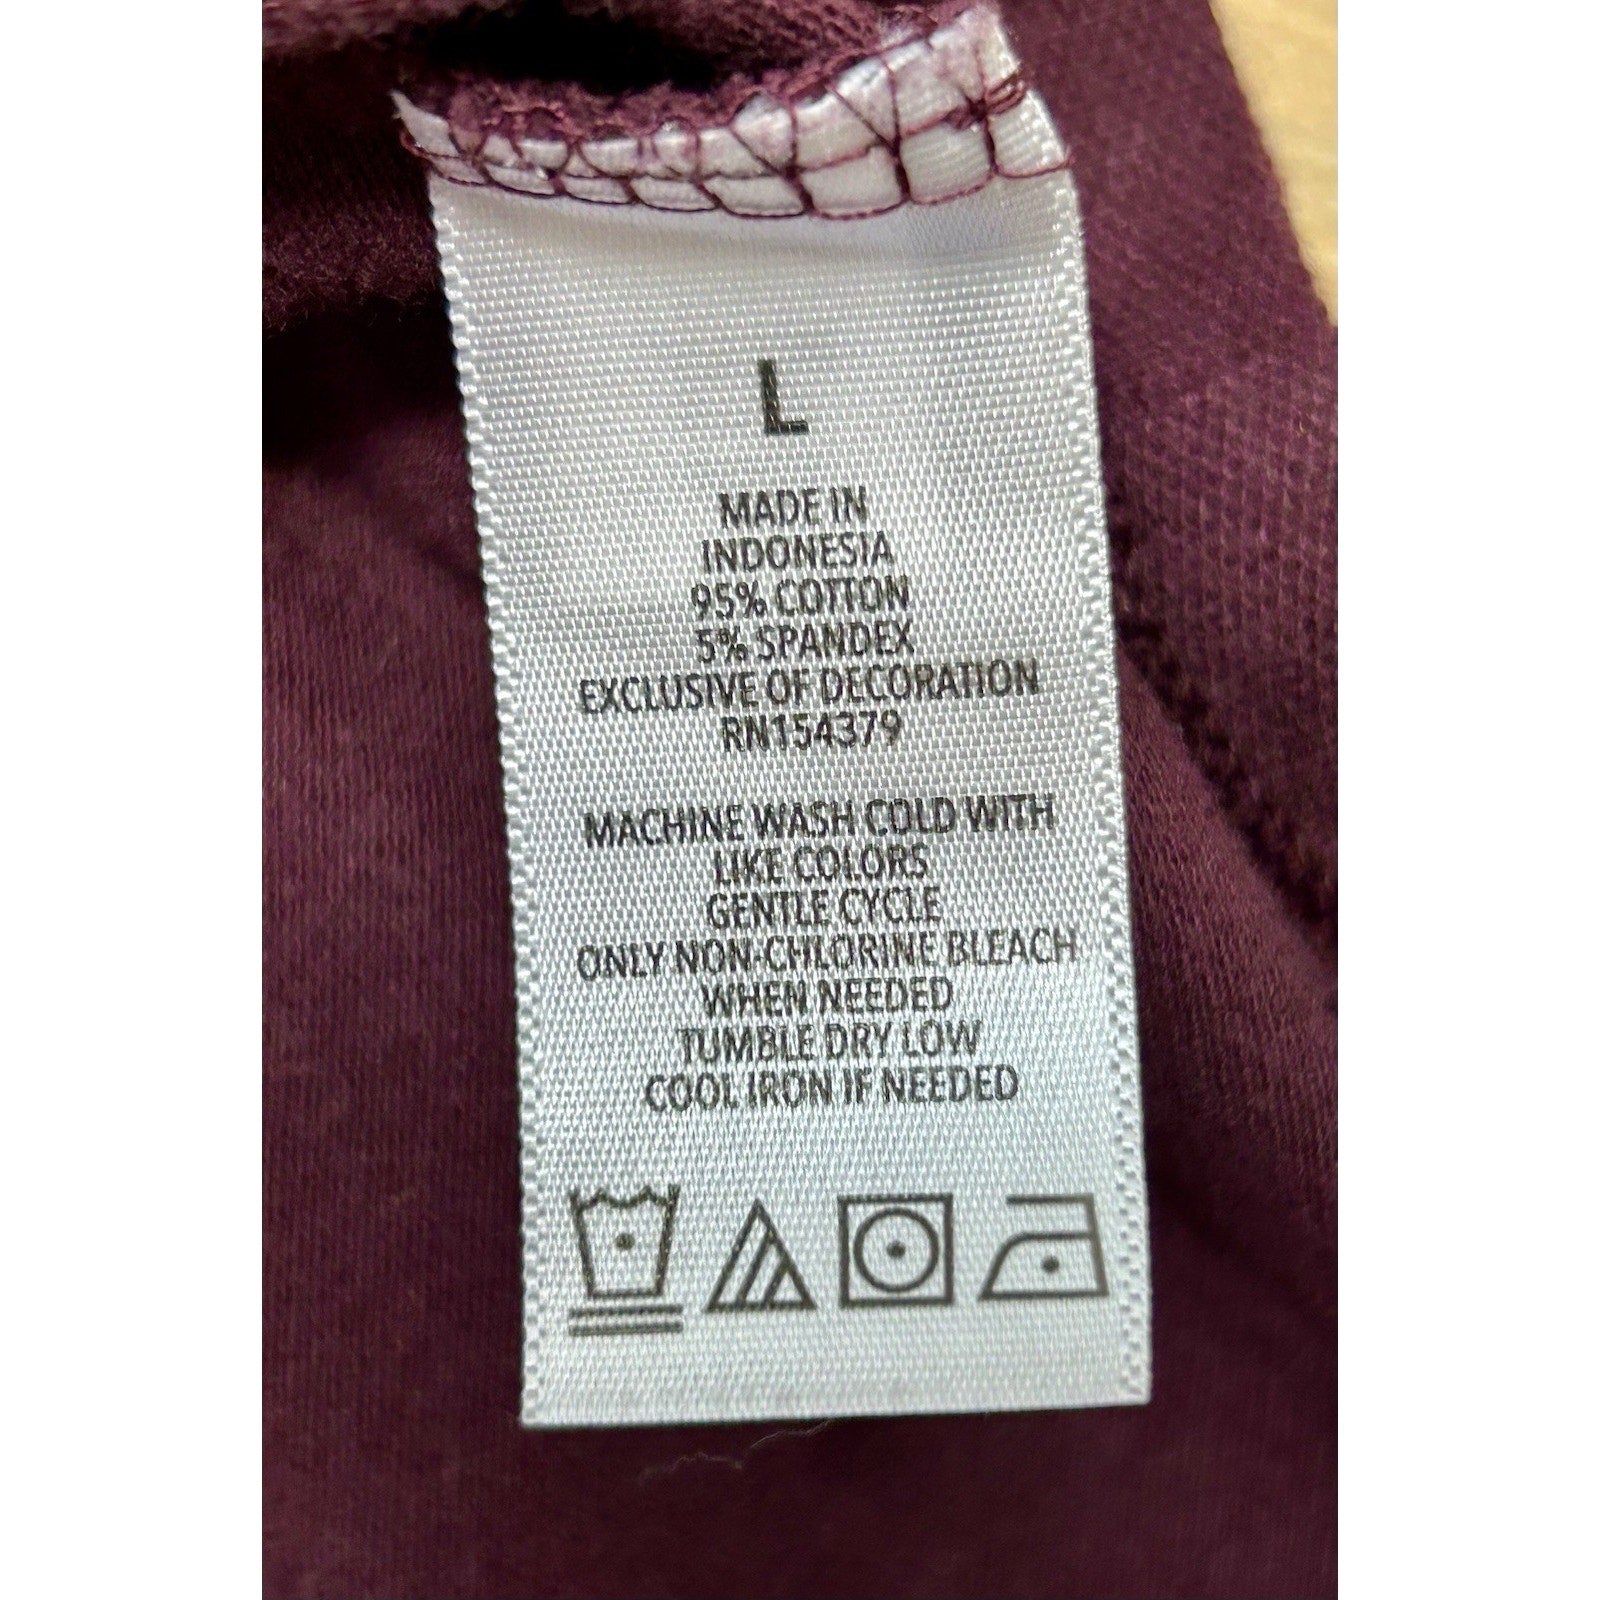 L
MADE IN
INDONESIA
95% COTTON
5% SPANDEX
EXCLUSIVE OF DECORATION
RN154379
MACHINE WASH COLD WITH
LIKE COLORS
GENTLE CYCLE
ONLY NON-CHLORINE BLEACH
WHEN NEEDED
TUMBLE DRY LOW
COOL IRON IF NEEDED